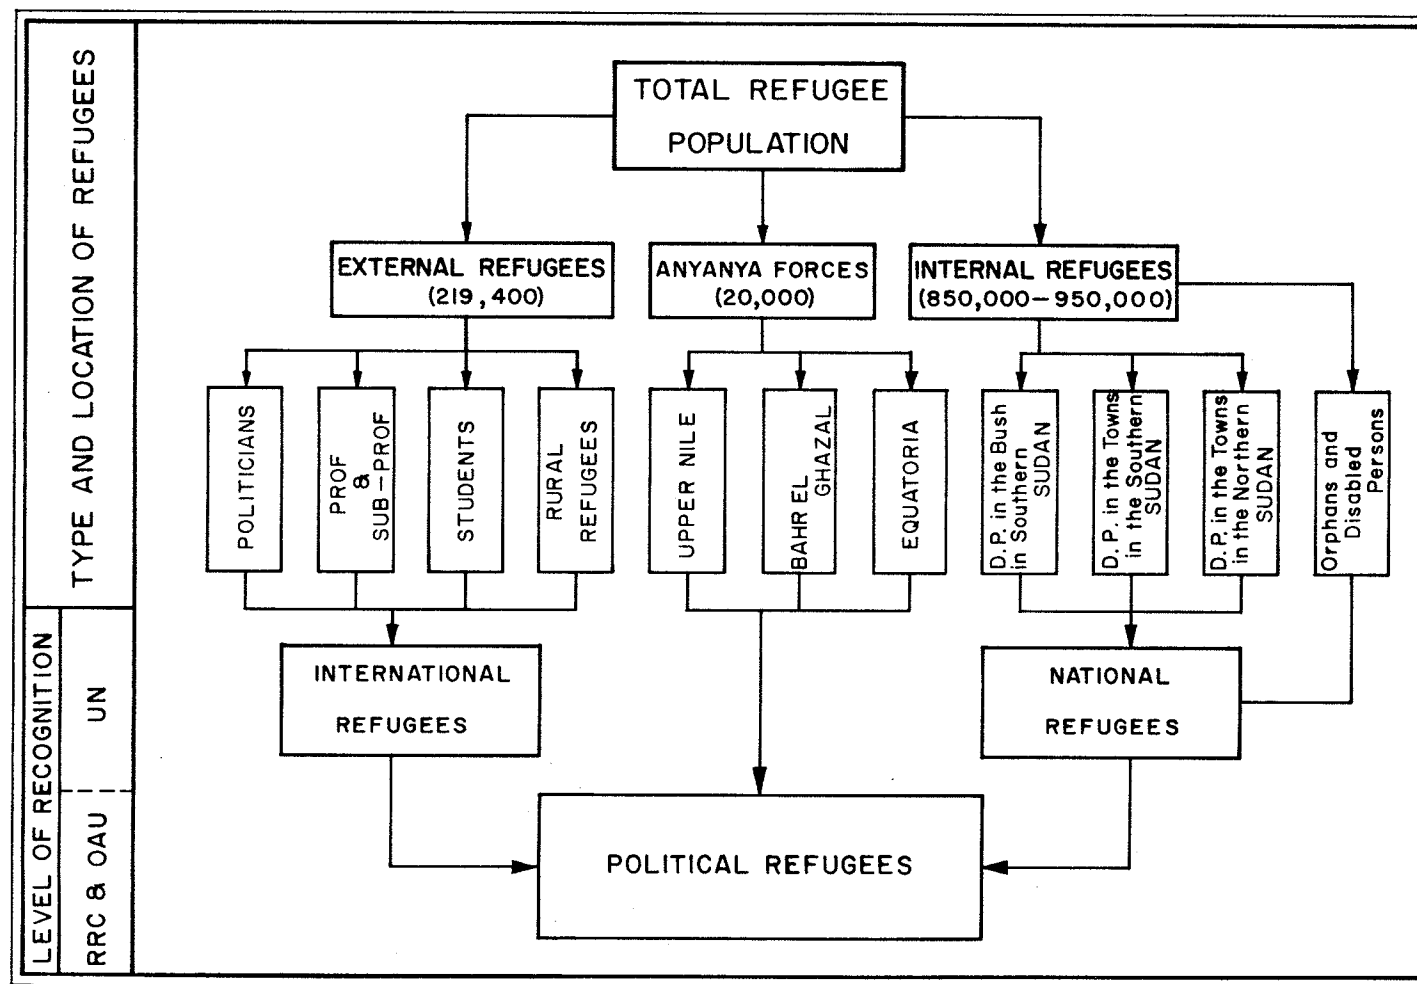 TYPE AND LOCATION OF REFUGEES
LEVEL OF RECOGNITION
UN
RRC & OAU
TOTAL REFUGEE
POPULATION
EXTERNAL REFUGEES
(219,400)
ANYANYA FORCES
(20,000)
INTERNAL REFUGEES
(850,000-950,000)
POLITICIANS
PROF
&
SUB-PROF
STUDENTS
RURAL
REFUGEES
UPPER NILE
BAHR EL
GHAZAL
EQUATORIA
D.P. in the Bush
in Southern
SUDAN
D.P. in the Towns
in the Southern
SUDAN
D.P. in the Towns
in the Northern
SUDAN
Orphans and
Disabled
Persons
INTERNATIONAL
REFUGEES
NATIONAL
REFUGEES
POLITICAL REFUGEES